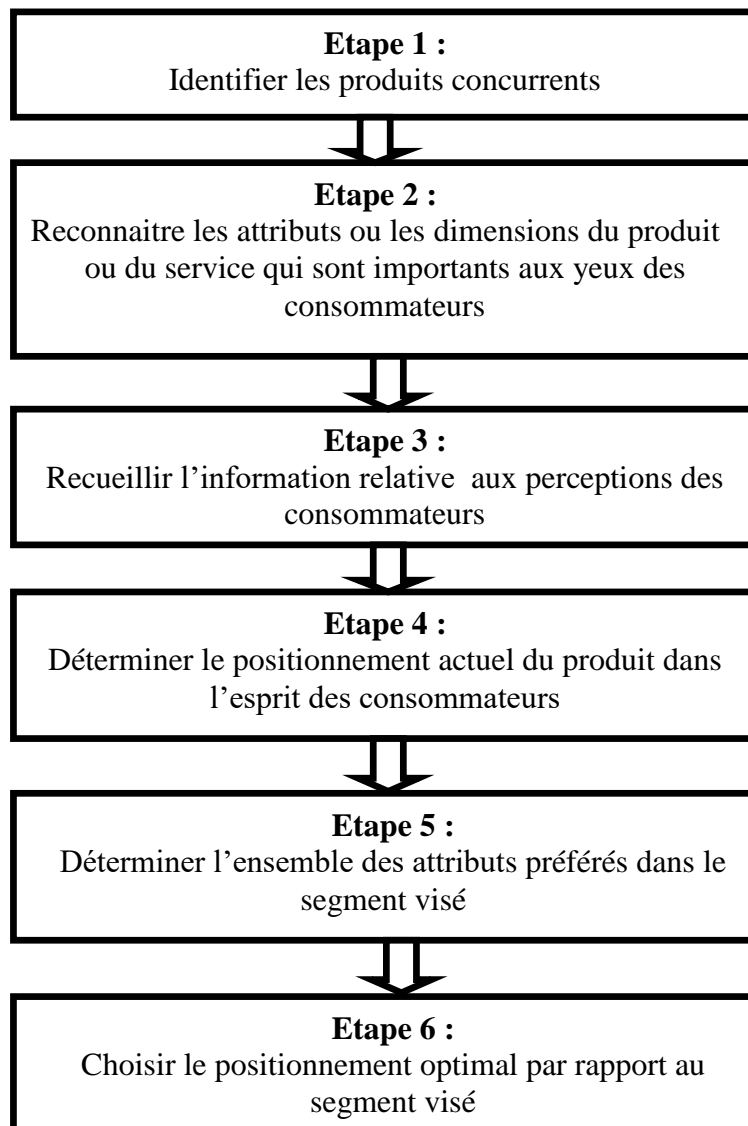 Etape 1 :
Identifier les produits concurrents
Etape 2 :
Reconnaitre les attributs ou les dimensions du produit
ou du service qui sont importants aux yeux des
consommateurs
Etape 3 :
Recueillir l’information relative aux perceptions des
consommateurs
Etape 4 :
Déterminer le positionnement actuel du produit dans
l’esprit des consommateurs
Etape 5 :
Déterminer l’ensemble des attributs préférés dans le
segment visé
Etape 6 :
Choisir le positionnement optimal par rapport au
segment visé